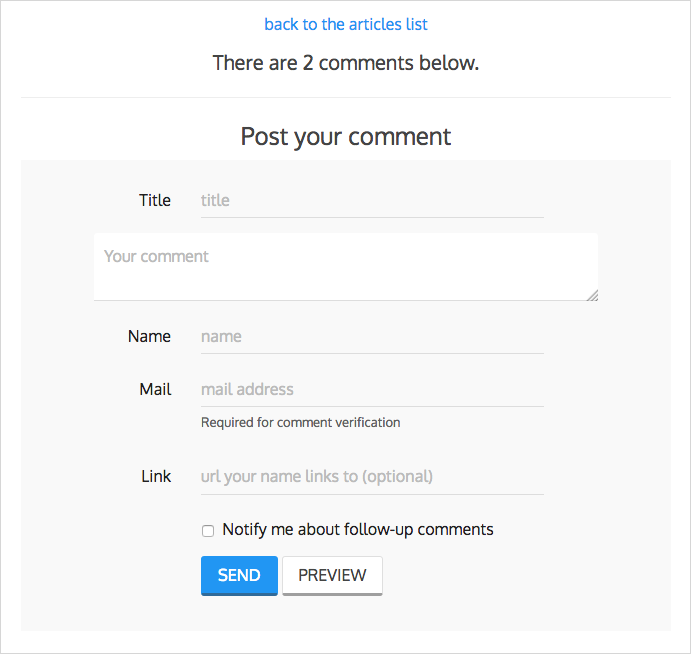 back to the articles list
There are 2 comments below.
Post your comment
Title title
Your comment
Name name
Mail mail address
Required for comment verification
Link url your name links to (optional)
Notify me about follow-up comments
SEND PREVIEW